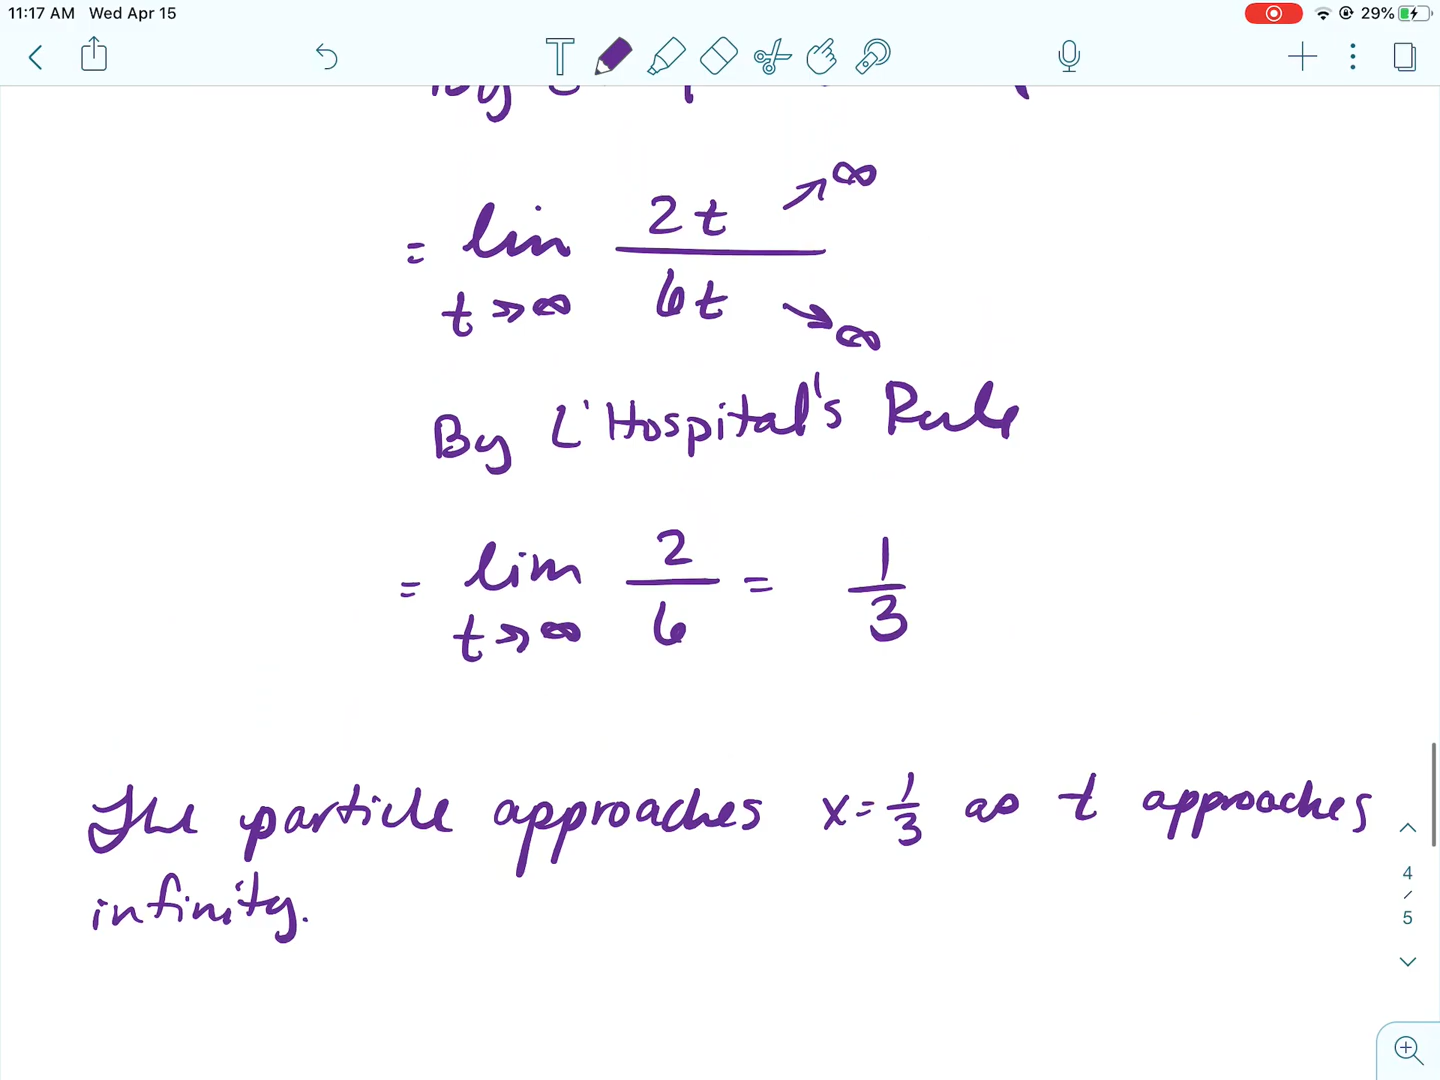 11:17 AM Wed Apr 15
29%
By
= lim 2t ↗ ∞
t → ∞ 6t ↘ ∞
By L'Hospital's Rule
= lim 2 = 1
t → ∞ 6 3
The particle approaches x = 1/3 as t approaches
infinity.
4
/
5